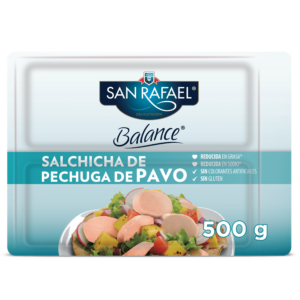 SAN RAFAEL®
Balance®
SALCHICHA DE
PECHUGA DE PAVO
REDUCIDA EN GRASA*
REDUCIDA EN SODIO*
SIN COLORANTES ARTIFICIALES
SIN GLUTEN
500 g